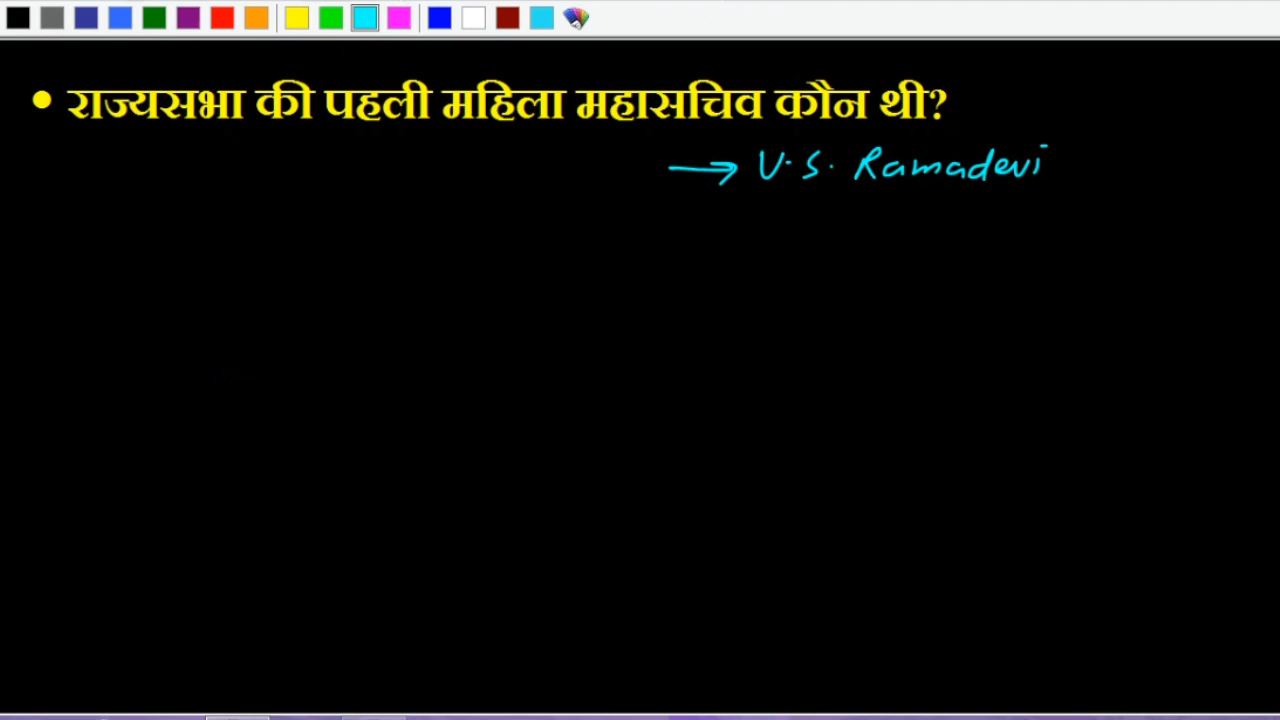 • राज्यसभा की पहली महिला महासचिव कौन थी?
→ V. S. Ramadevi